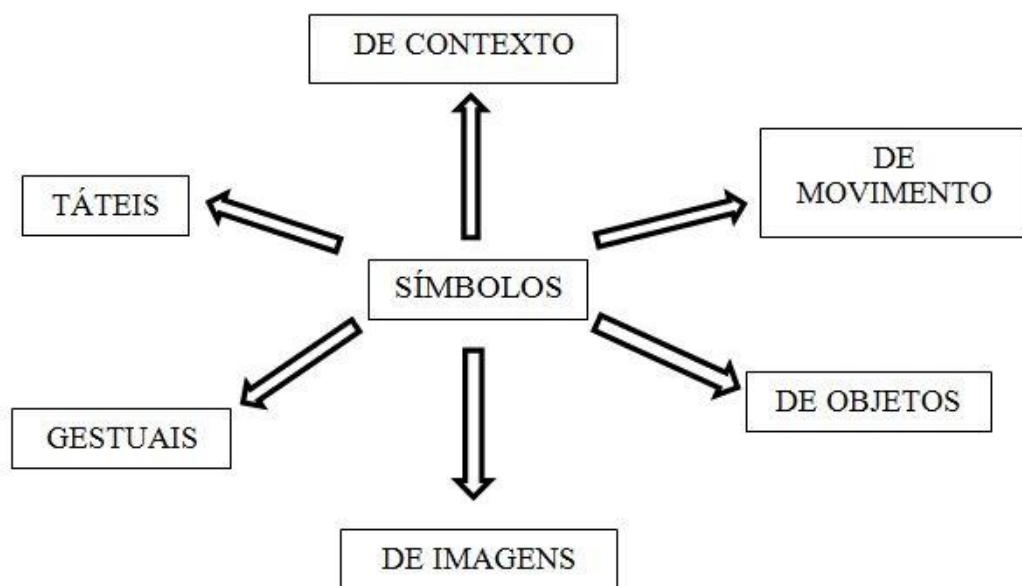 DE CONTEXTO
DE
MOVIMENTO
TÁTEIS
SÍMBOLOS
DE OBJETOS
GESTUAIS
DE IMAGENS